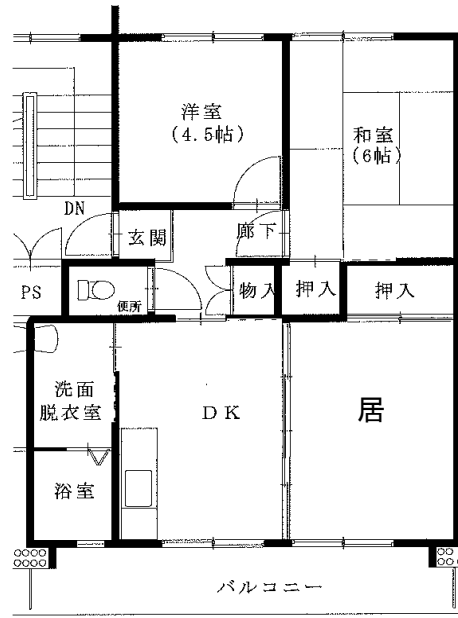 洋室
(4.5帖)
和室
(6帖)
DN
玄関
廊下
PS
便所
物入
押入
押入
洗面
脱衣室
DK
居
浴室
バルコニー